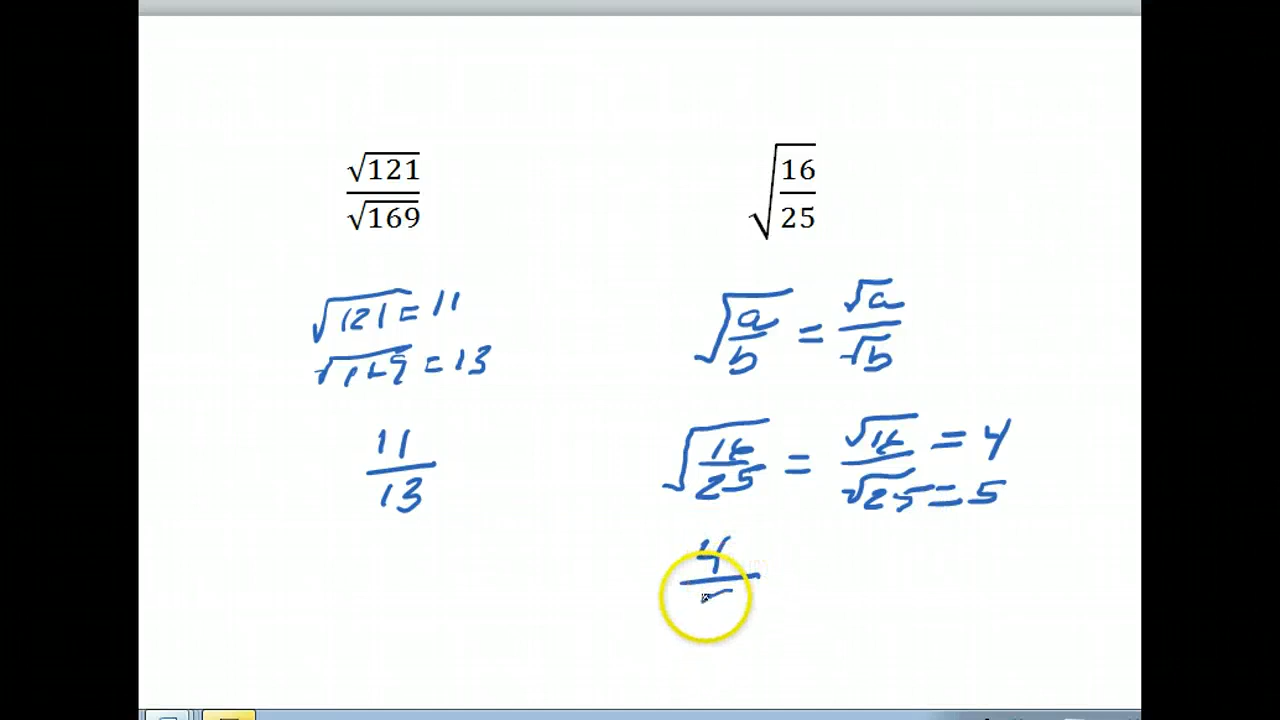 √121
√169
√121 = 11
√169 = 13
11
13
√16/25
√a/b = √a/√b
√16/25 = √16/√25 = 4
= 5
4